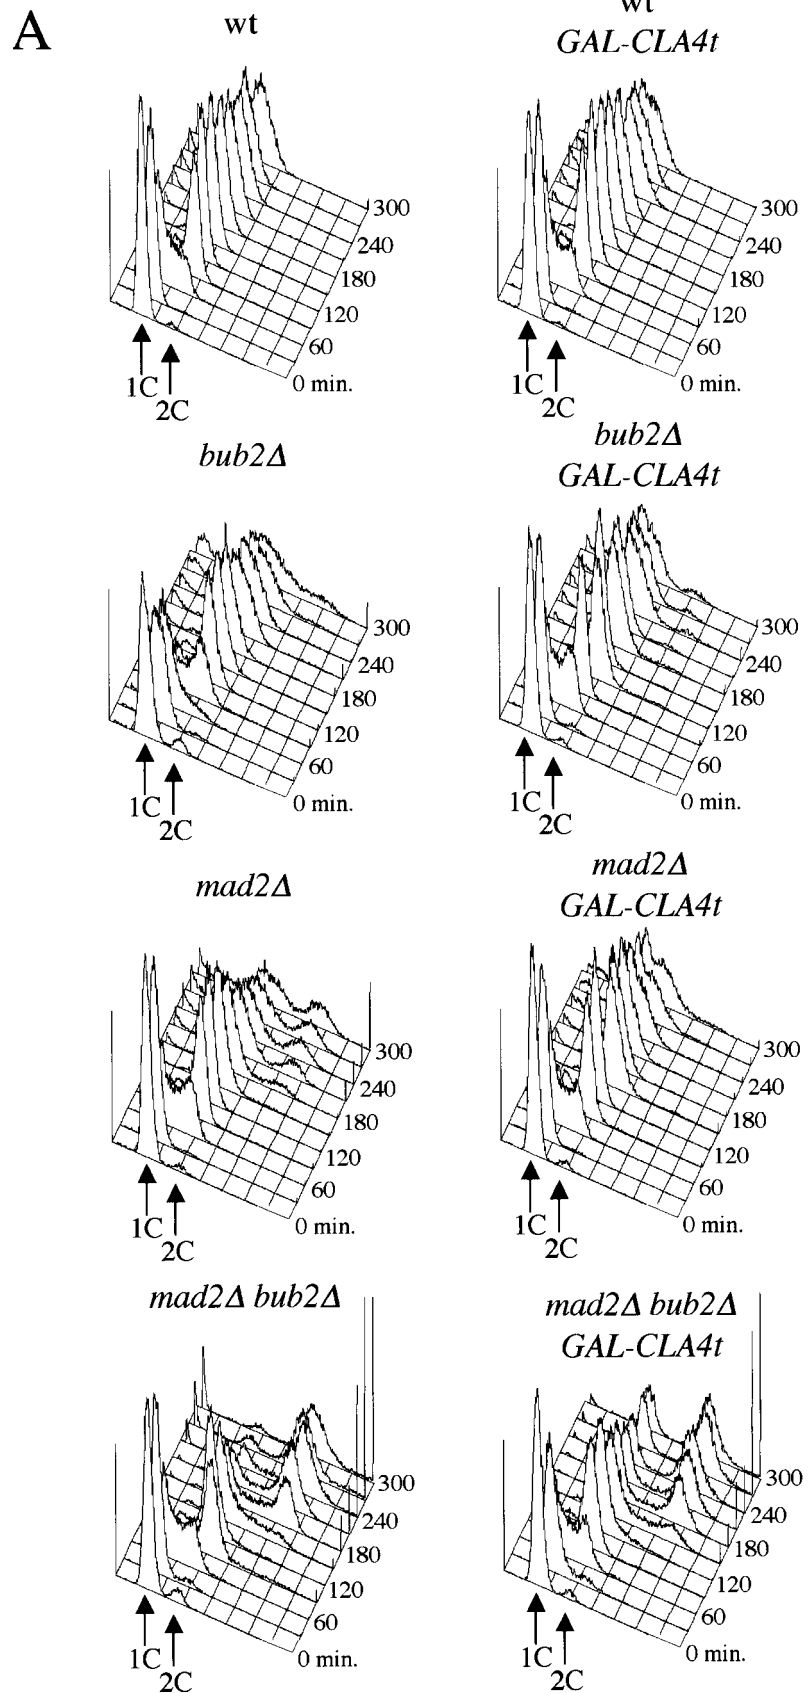 A
wt
wt
GAL-CLA4t
300
240
180
120
60
0 min.
1C
2C
300
240
180
120
60
0 min.
1C
2C
bub2Δ
bub2Δ
GAL-CLA4t
300
240
180
120
60
0 min.
1C
2C
300
240
180
120
60
0 min.
1C
2C
mad2Δ
mad2Δ
GAL-CLA4t
300
240
180
120
60
0 min.
1C
2C
300
240
180
120
60
0 min.
1C
2C
mad2Δ bub2Δ
mad2Δ bub2Δ
GAL-CLA4t
300
240
180
120
60
0 min.
1C
2C
300
240
180
120
60
0 min.
1C
2C